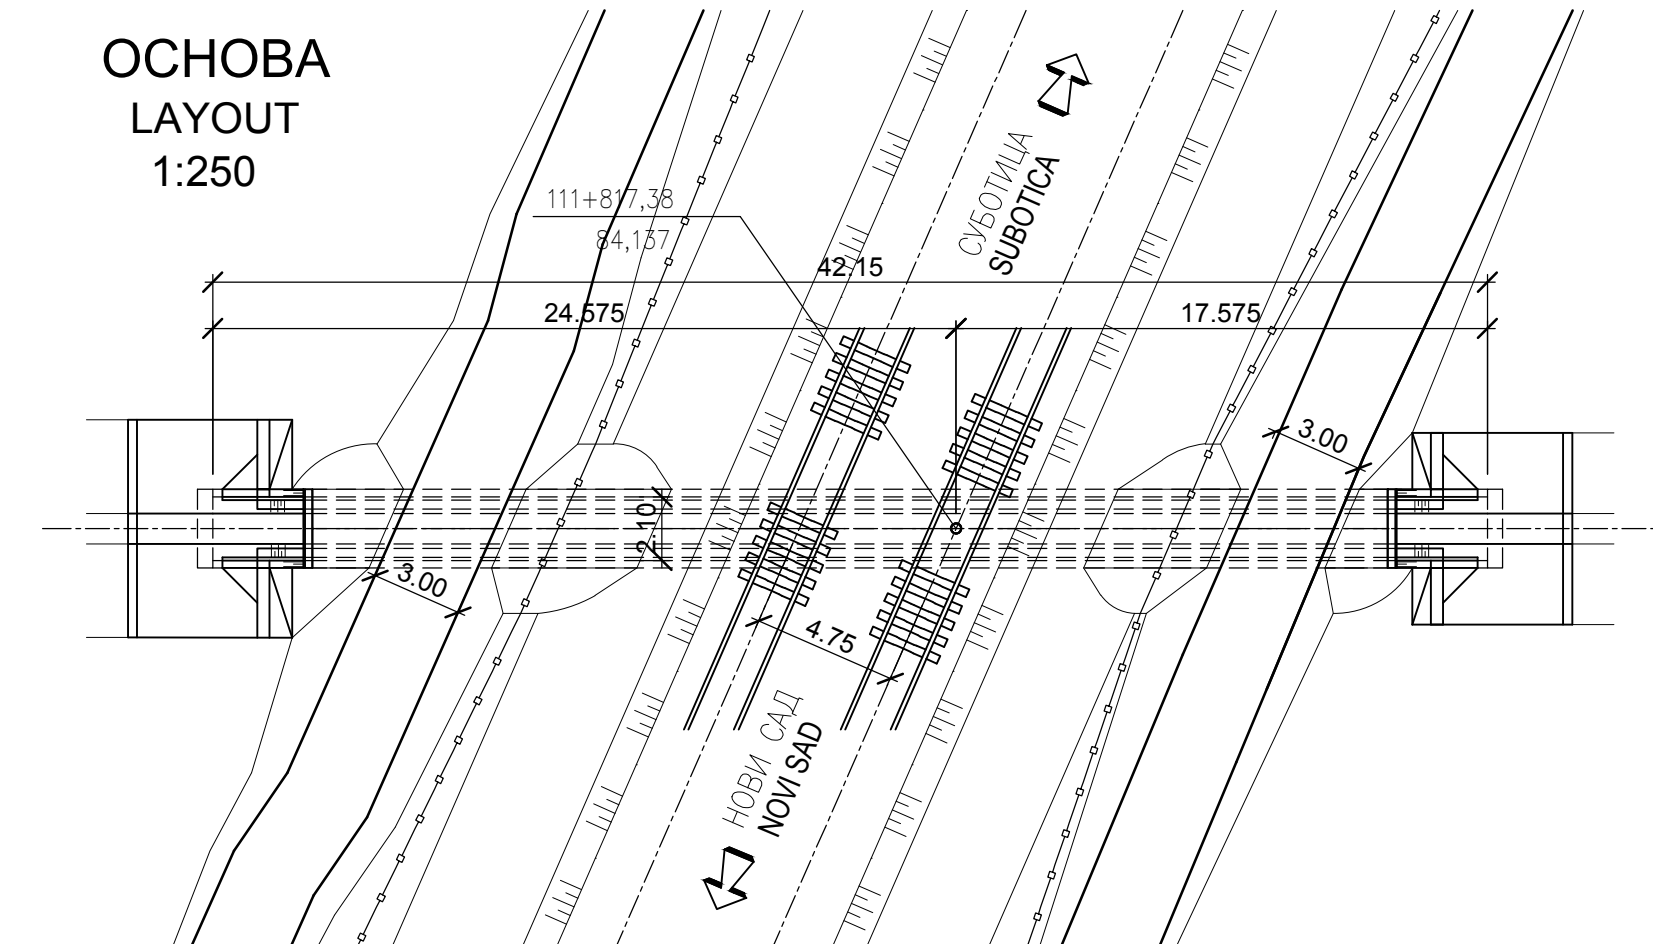 ОСНОВА
LAYOUT
1:250
111+817,38
84,137
СУБОТИЦА
SUBOTICA
42.15
24.575
17.575
3.00
2.10
3.00
4.75
НОВИ САД
NOVI SAD